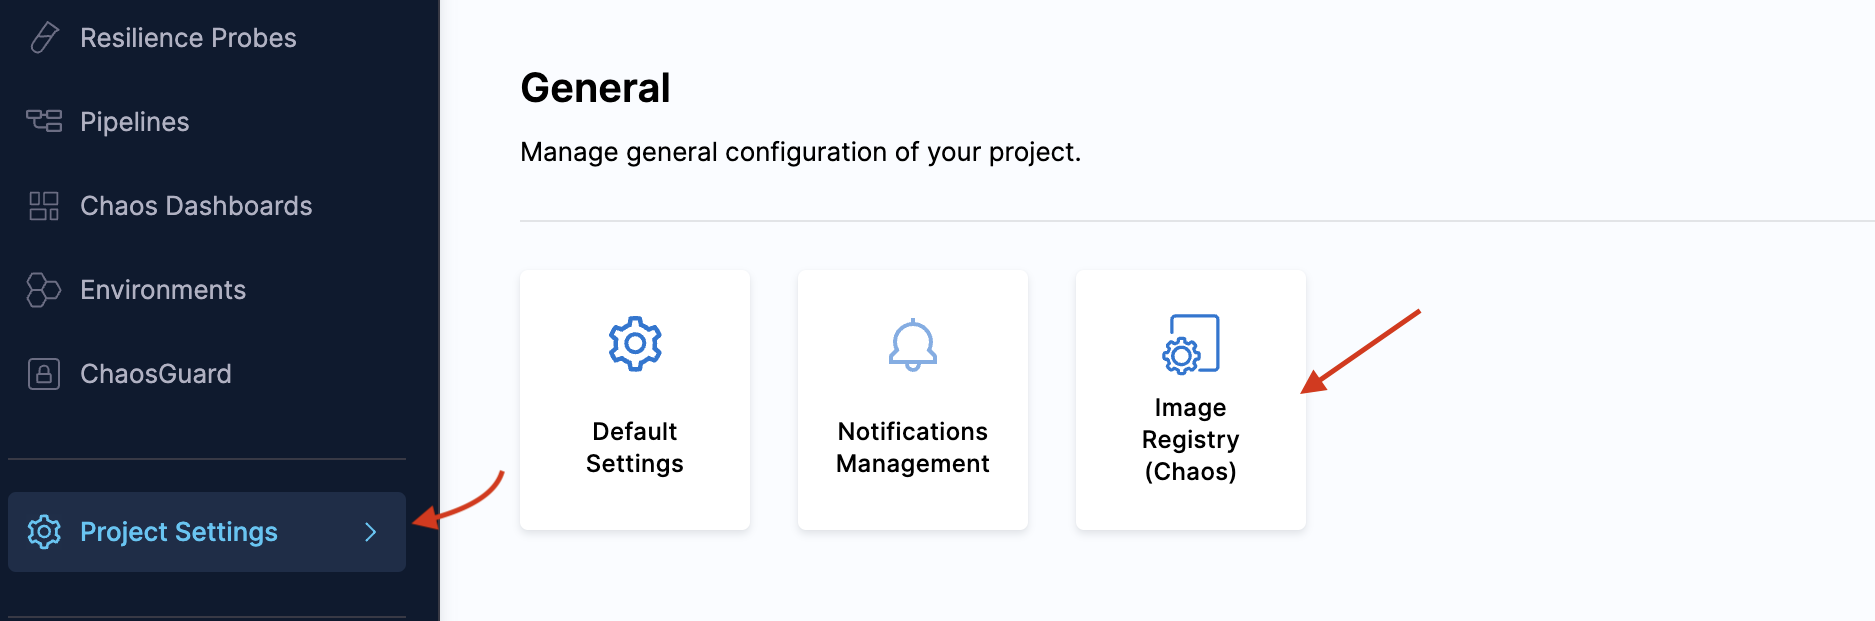 Resilience Probes
Pipelines
Chaos Dashboards
Environments
ChaosGuard
Project Settings
General
Manage general configuration of your project.
Default
Settings
Notifications
Management
Image
Registry
(Chaos)